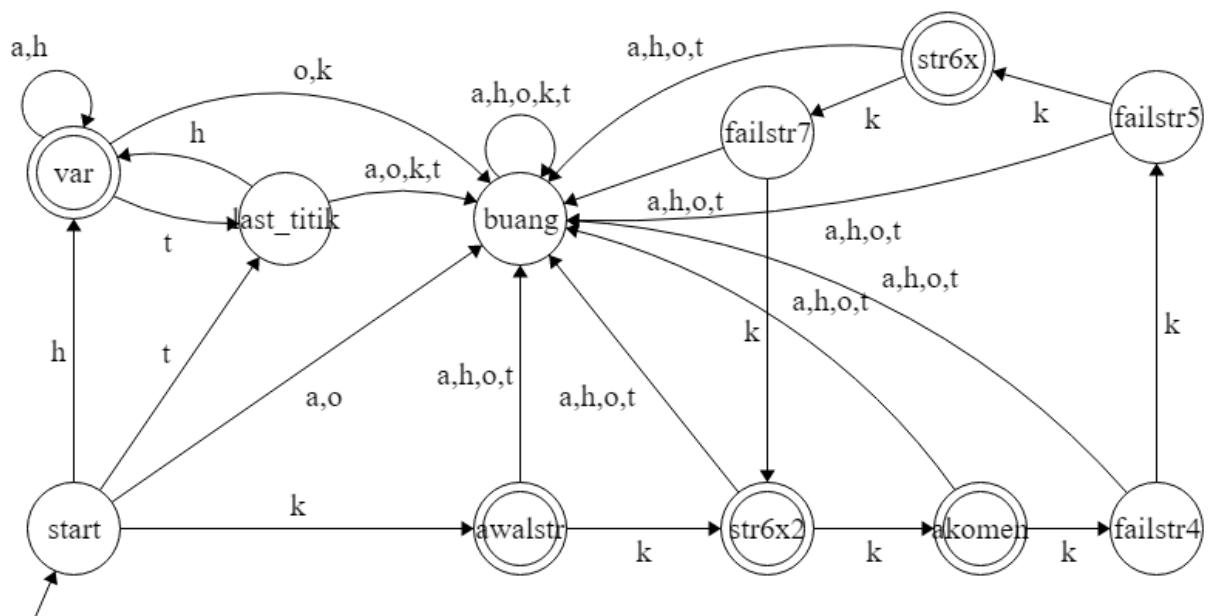 a,h
o,k
a,h,o,t
str6x
a,h,o,k,t
k
k
failstr7
failstr5
h
var
a,o,k,t
last_titik
buang
a,h,o,t
t
a,h,o,t
a,h,o,t
a,h,o,t
k
k
h
t
a,h,o,t
a,h,o,t
a,o
k
start
awalstr
k
str6x2
k
akomen
k
failstr4